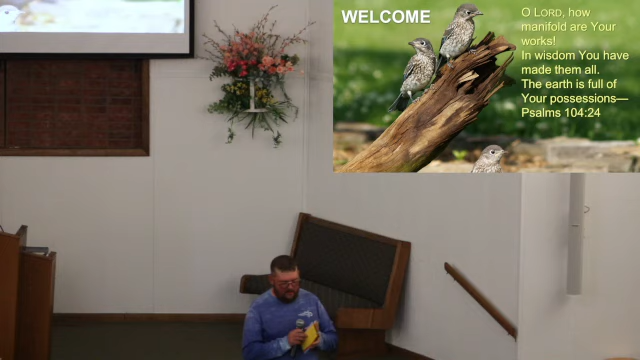 WELCOME
O LORD, how
manifold are Your
works!
In wisdom You have
made them all.
The earth is full of
Your possessions—
Psalms 104:24